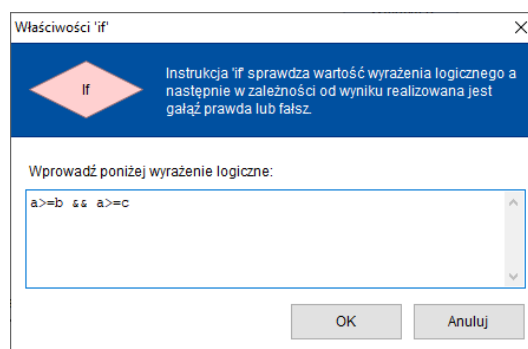 Właściwości 'if'
If
Instrukcja 'if' sprawdza wartość wyrażenia logicznego a
następnie w zależności od wyniku realizowana jest
gałąź prawda lub fałsz.
Wprowadź poniżej wyrażenie logiczne:
a>=b && a>=c
OK
Anuluj